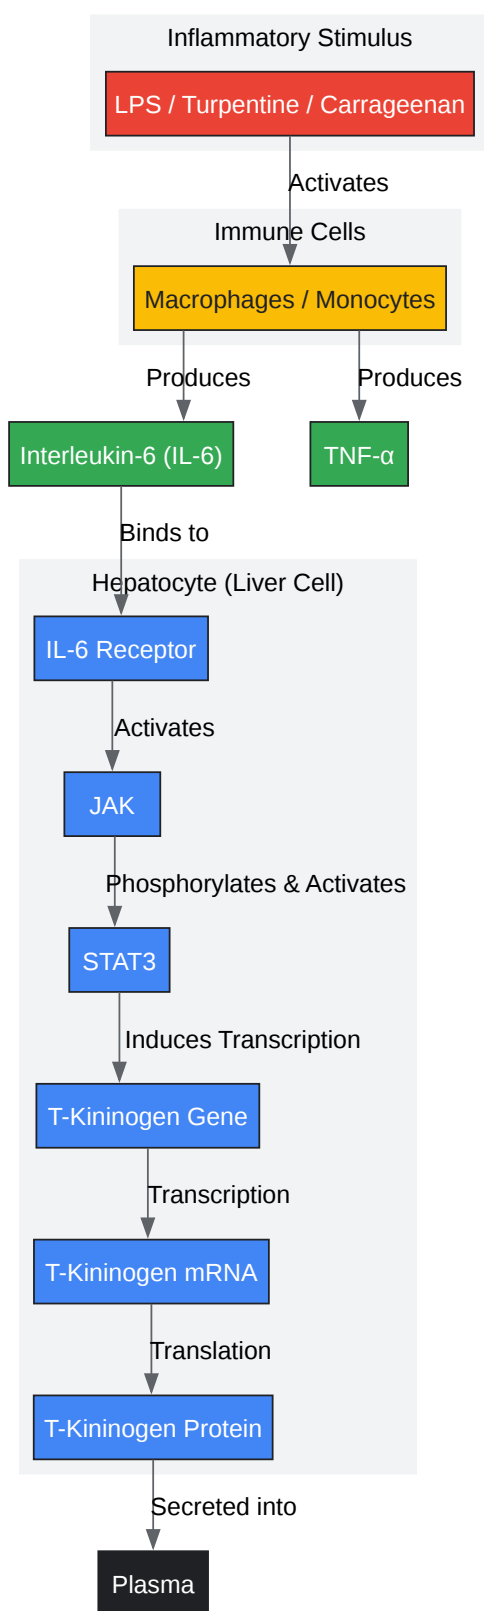 Inflammatory Stimulus
LPS / Turpentine / Carrageenan
Activates
Immune Cells
Macrophages / Monocytes
Produces
Produces
Interleukin-6 (IL-6)
TNF-α
Binds to
Hepatocyte (Liver Cell)
IL-6 Receptor
Activates
JAK
Phosphorylates & Activates
STAT3
Induces Transcription
T-Kininogen Gene
Transcription
T-Kininogen mRNA
Translation
T-Kininogen Protein
Secreted into
Plasma